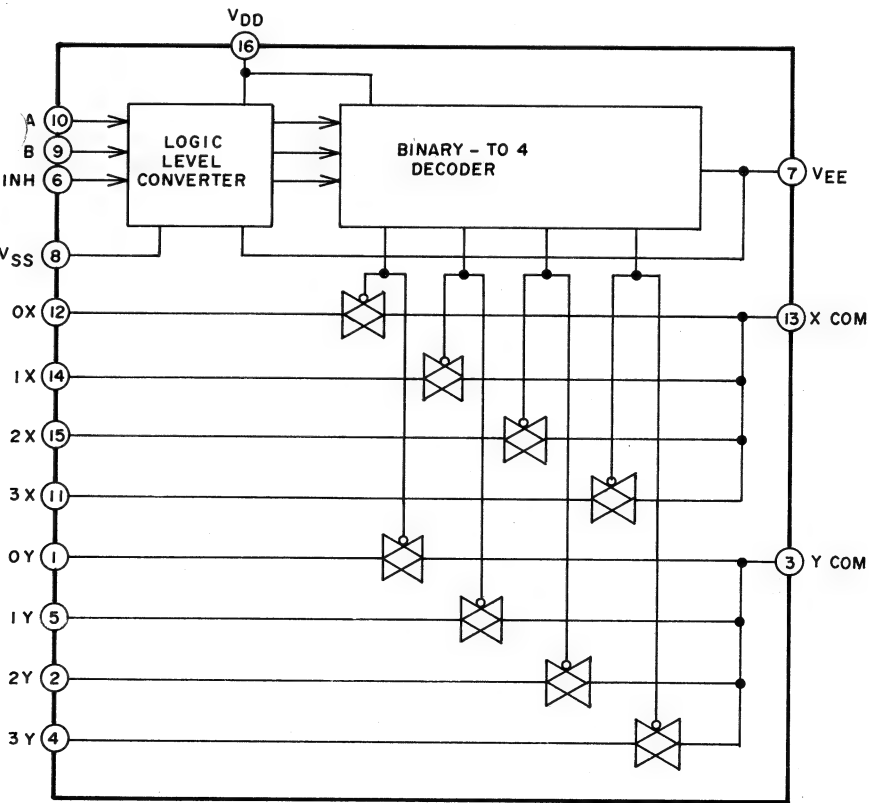 VDD
16
A 10
B 9
INH 6
LOGIC
LEVEL
CONVERTER
BINARY - TO 4
DECODER
7 VEE
VSS 8
0X 12
13 X COM
1X 14
2X 15
3X 11
0Y 1
3 Y COM
1Y 5
2Y 2
3Y 4